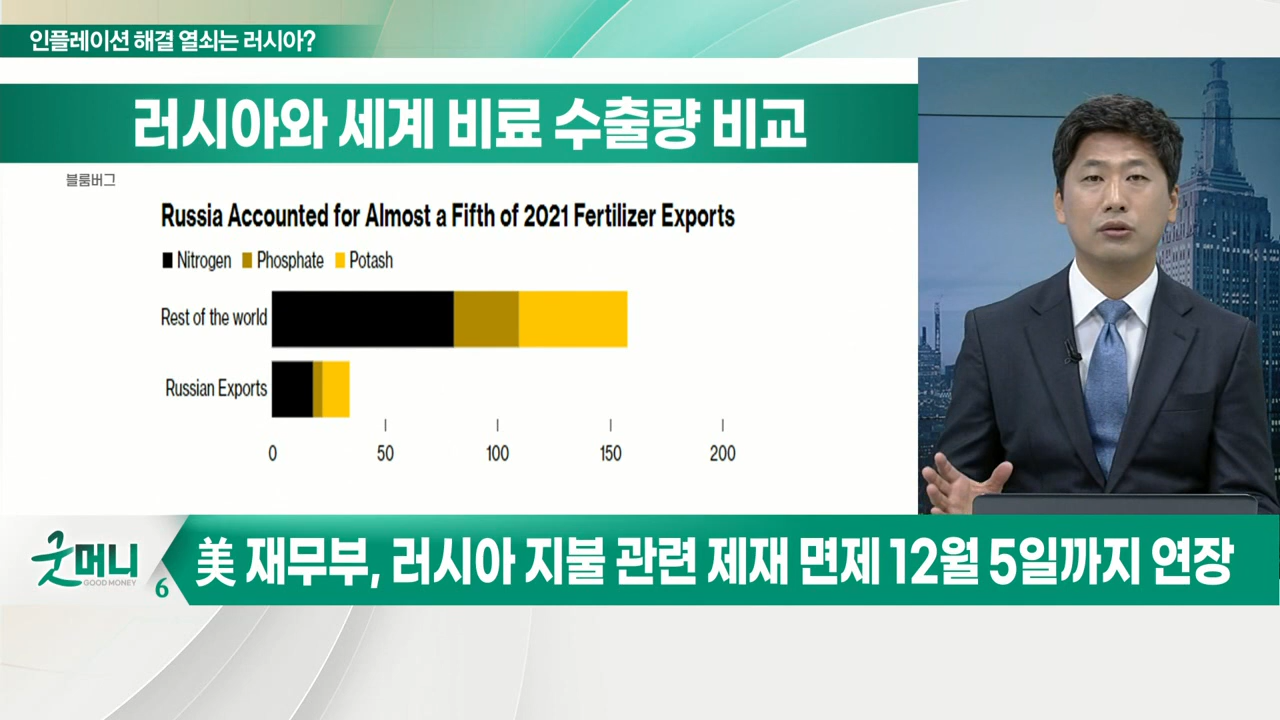 인플레이션 해결 열쇠는 러시아?
러시아와 세계 비료 수출량 비교
블룸버그
Russia Accounted for Almost a Fifth of 2021 Fertilizer Exports
Nitrogen Phosphate Potash
Rest of the world
Russian Exports
0 50 100 150 200
굿머니
GOOD MONEY
6
美 재무부, 러시아 지불 관련 제재 면제 12월 5일까지 연장